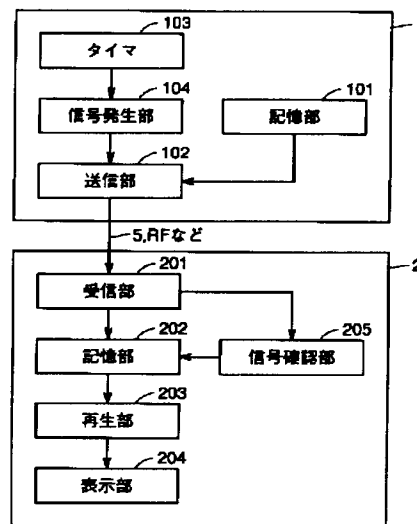 103
タイマ
104
信号発生部
101
記憶部
102
送信部
5,RFなど
2
201
受信部
202
記憶部
205
信号確認部
203
再生部
204
表示部